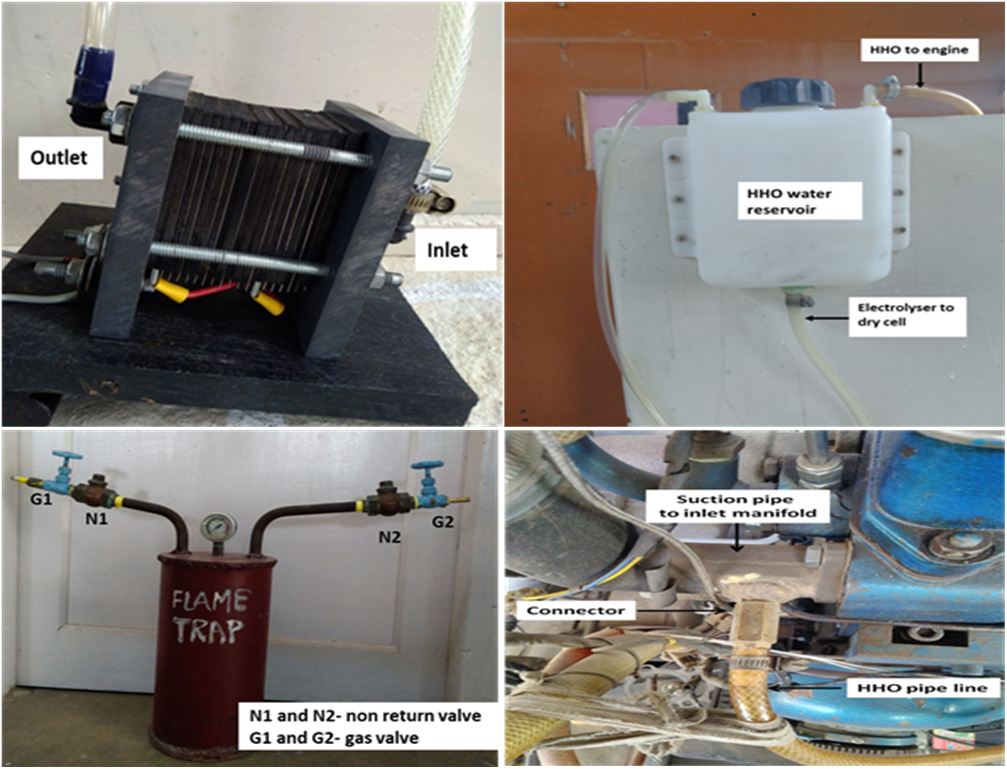 Outlet
Inlet
HHO to engine
HHO water
reservoir
Electrolyser to
dry cell
G1
N1
N2
G2
FLAME
TRAP
N1 and N2- non return valve
G1 and G2- gas valve
Suction pipe
to inlet manifold
Connector
HHO pipe line